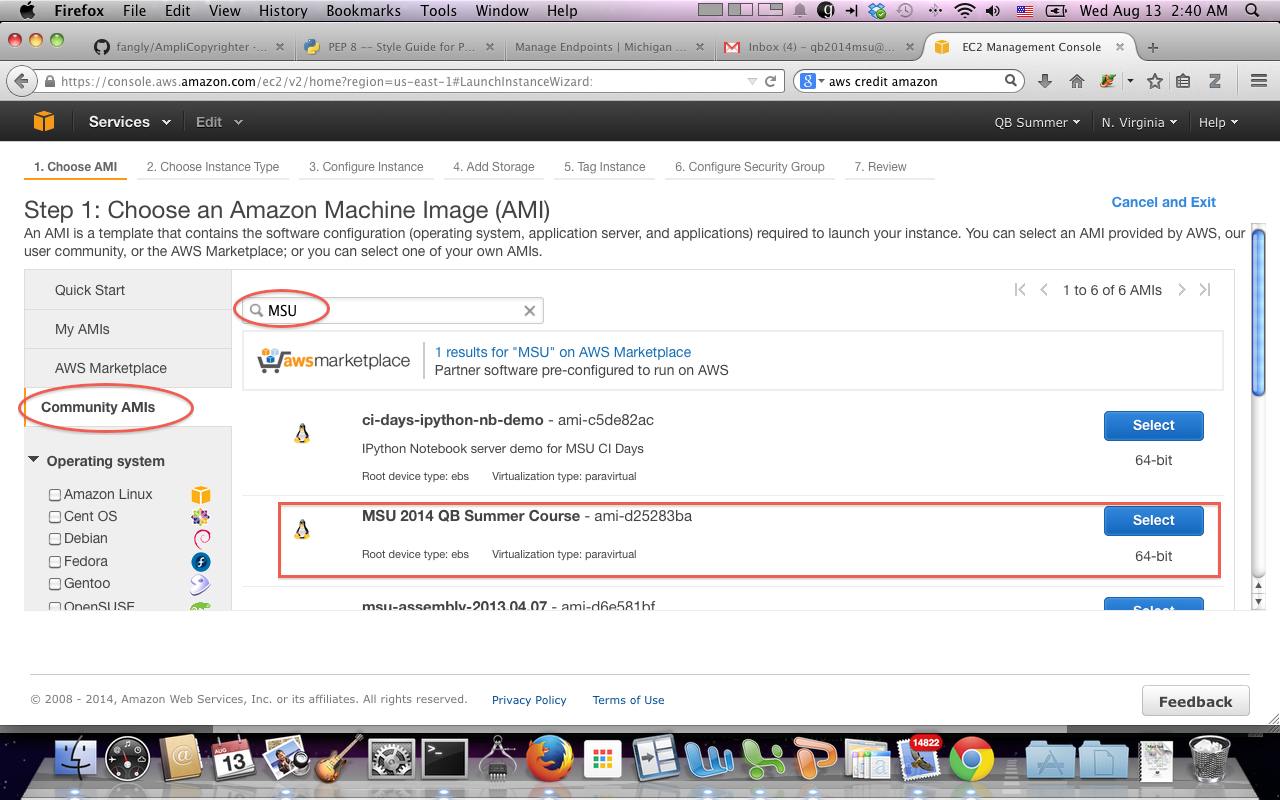 Firefox File Edit View History Bookmarks Tools Window Help Wed Aug 13 2:40 AM
fangly/AmpliCopyrighter -... PEP 8 -- Style Guide for P... Manage Endpoints | Michigan ... Inbox (4) - qb2014msu@... EC2 Management Console
https://console.aws.amazon.com/ec2/v2/home?region=us-east-1#LaunchInstanceWizard: aws credit amazon
Services Edit QB Summer N. Virginia Help
1. Choose AMI 2. Choose Instance Type 3. Configure Instance 4. Add Storage 5. Tag Instance 6. Configure Security Group 7. Review
Step 1: Choose an Amazon Machine Image (AMI)
Cancel and Exit
An AMI is a template that contains the software configuration (operating system, application server, and applications) required to launch your instance. You can select an AMI provided by AWS, our
user community, or the AWS Marketplace; or you can select one of your own AMIs.
Quick Start
My AMIs
AWS Marketplace
Community AMIs
Operating system
Amazon Linux
Cent OS
Debian
Fedora
Gentoo
OpenSUSE
MSU
1 to 6 of 6 AMIs
awsmarketplace
1 results for "MSU" on AWS Marketplace
Partner software pre-configured to run on AWS
ci-days-ipython-nb-demo - ami-c5de82ac
IPython Notebook server demo for MSU CI Days
Root device type: ebs Virtualization type: paravirtual
Select
64-bit
MSU 2014 QB Summer Course - ami-d25283ba
Root device type: ebs Virtualization type: paravirtual
Select
64-bit
msu-assembly-2013.04.07 - ami-d6e581bf
Select
© 2008 - 2014, Amazon Web Services, Inc. or its affiliates. All rights reserved. Privacy Policy Terms of Use
Feedback
AUG
13
14822